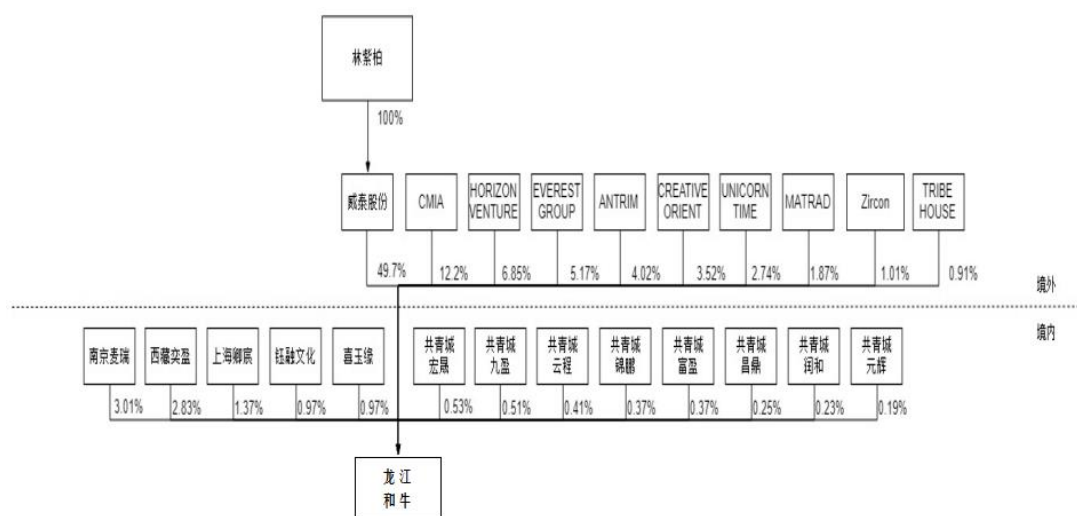 林紫柏
100%
威泰股份
CMIA
HORIZON
VENTURE
EVEREST
GROUP
ANTRIM
CREATIVE
ORIENT
UNICORN
TIME
MATRAD
Zircon
TRIBE
HOUSE
49.7%
12.2%
6.85%
5.17%
4.02%
3.52%
2.74%
1.87%
1.01%
0.91%
境外
境内
南京麦瑞
西藏奕盈
上海卿宸
钰融文化
喜玉缘
共青城
宏晟
共青城
九盈
共青城
云程
共青城
锦鹏
共青城
富盈
共青城
昌鼎
共青城
润和
共青城
元辉
3.01%
2.83%
1.37%
0.97%
0.97%
0.53%
0.51%
0.41%
0.37%
0.37%
0.25%
0.23%
0.19%
龙江
和牛